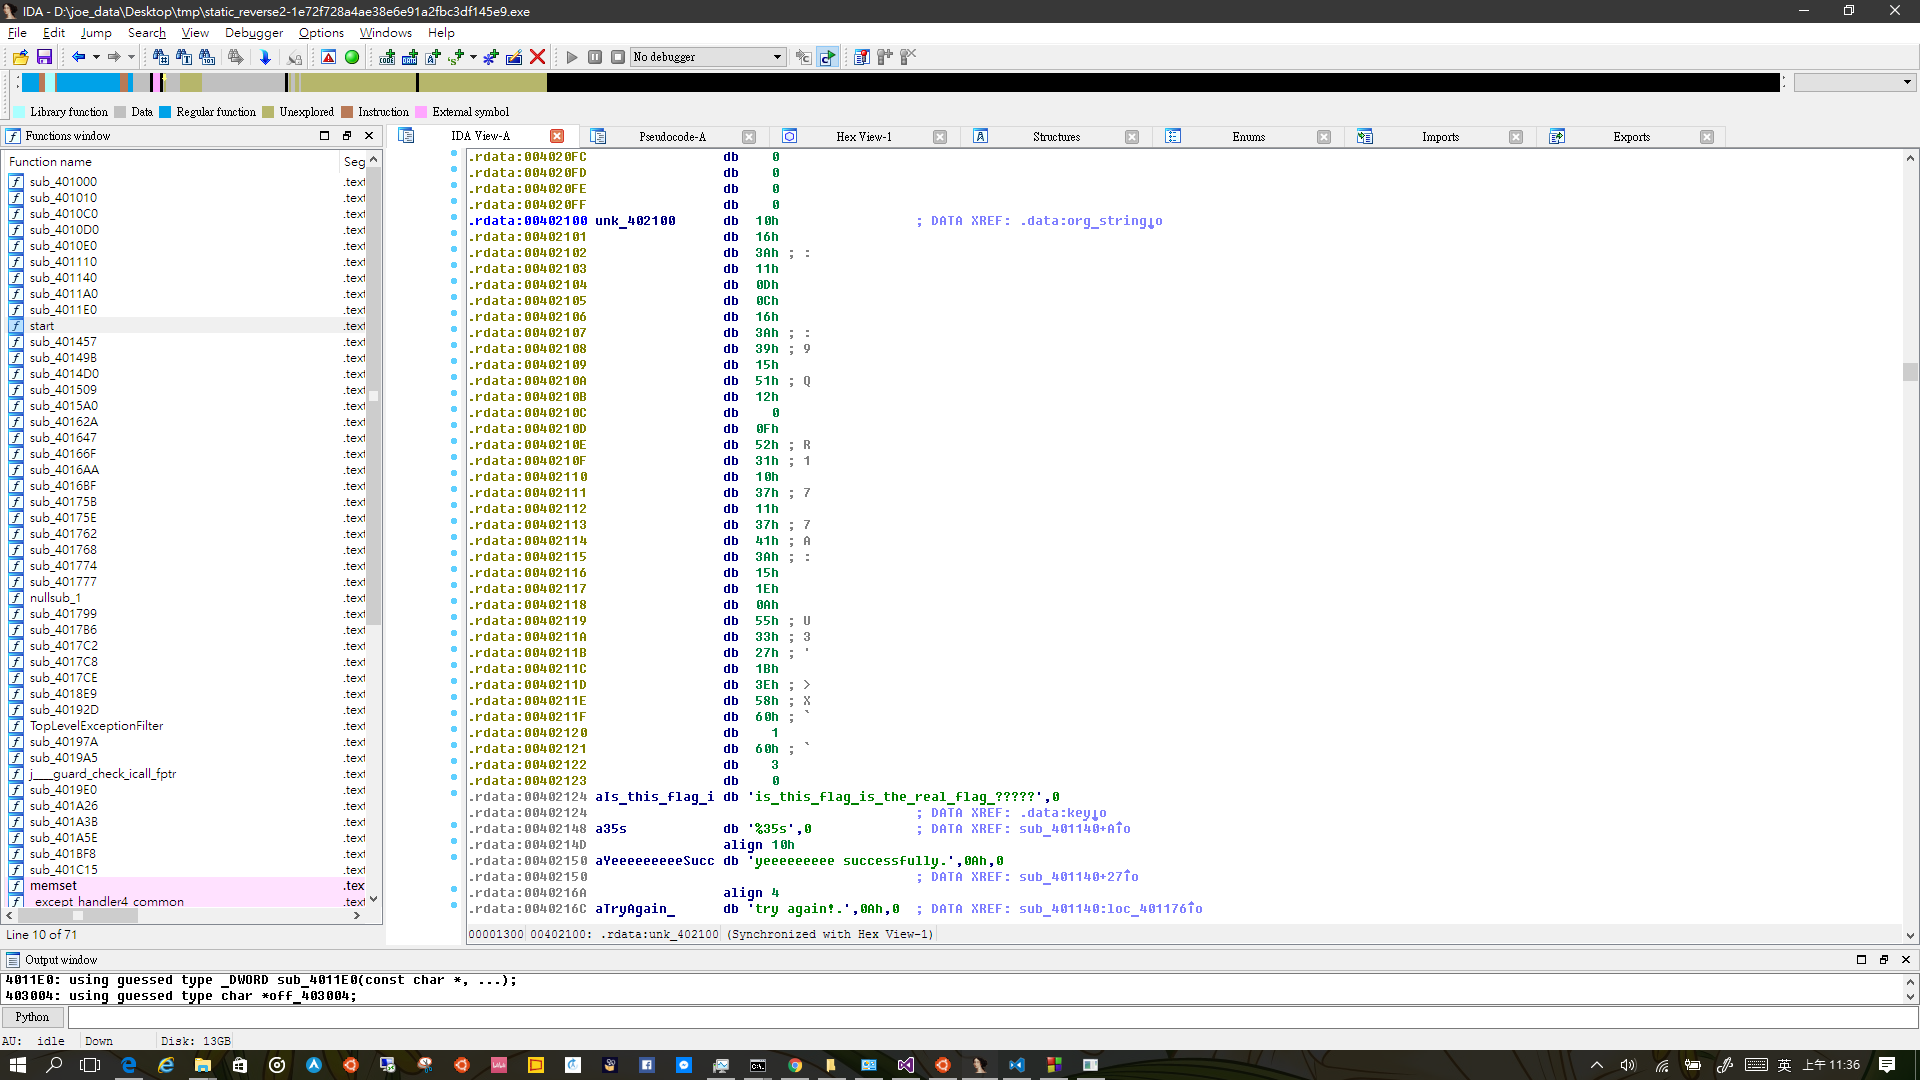 IDA - D:\joe_data\Desktop\tmp\static_reverse2-1e72f728a4ae38e6e91a2fbc3df145e9.exe
File Edit Jump Search View Debugger Options Windows Help
No debugger
Library function Data Regular function Unexplored Instruction External symbol
Functions window
Function name Seg
sub_401000 .text
sub_401010 .text
sub_4010C0 .text
sub_4010D0 .text
sub_4010E0 .text
sub_401110 .text
sub_401140 .text
sub_4011A0 .text
sub_4011E0 .text
start .text
sub_401457 .text
sub_40149B .text
sub_4014D0 .text
sub_401509 .text
sub_4015A0 .text
sub_40162A .text
sub_401647 .text
sub_40166F .text
sub_4016AA .text
sub_4016BF .text
sub_40175B .text
sub_40175E .text
sub_401762 .text
sub_401768 .text
sub_401774 .text
sub_401777 .text
nullsub_1 .text
sub_401799 .text
sub_4017B6 .text
sub_4017C2 .text
sub_4017C8 .text
sub_4017CE .text
sub_4018E9 .text
sub_40192D .text
TopLevelExceptionFilter .text
sub_40197A .text
sub_4019A5 .text
j___guard_check_icall_fptr .text
sub_4019E0 .text
sub_401A26 .text
sub_401A3B .text
sub_401A5E .text
sub_401BF8 .text
sub_401C15 .text
memset .tex
except_handler4_common .text
Line 10 of 71
IDA View-A Pseudocode-A Hex View-1 Structures Enums Imports Exports
.rdata:004020FC db 0
.rdata:004020FD db 0
.rdata:004020FE db 0
.rdata:004020FF db 0
.rdata:00402100 unk_402100 db 10h ; DATA XREF: .data:org_string↓o
.rdata:00402101 db 16h
.rdata:00402102 db 3Ah ; :
.rdata:00402103 db 11h
.rdata:00402104 db 0Dh
.rdata:00402105 db 0Ch
.rdata:00402106 db 16h
.rdata:00402107 db 3Ah ; :
.rdata:00402108 db 39h ; 9
.rdata:00402109 db 15h
.rdata:0040210A db 51h ; Q
.rdata:0040210B db 12h
.rdata:0040210C db 0
.rdata:0040210D db 0Fh
.rdata:0040210E db 52h ; R
.rdata:0040210F db 31h ; 1
.rdata:00402110 db 10h
.rdata:00402111 db 37h ; 7
.rdata:00402112 db 11h
.rdata:00402113 db 37h ; 7
.rdata:00402114 db 41h ; A
.rdata:00402115 db 3Ah ; :
.rdata:00402116 db 15h
.rdata:00402117 db 1Eh
.rdata:00402118 db 0Ah
.rdata:00402119 db 55h ; U
.rdata:0040211A db 33h ; 3
.rdata:0040211B db 27h ; '
.rdata:0040211C db 1Bh
.rdata:0040211D db 3Eh ; >
.rdata:0040211E db 58h ; X
.rdata:0040211F db 60h ; `
.rdata:00402120 db 1
.rdata:00402121 db 60h ; `
.rdata:00402122 db 3
.rdata:00402123 db 0
.rdata:00402124 aIs_this_flag_i db 'is_this_flag_is_the_real_flag_?????',0
.rdata:00402124 ; DATA XREF: .data:key↓o
.rdata:00402148 a35s db '%35s',0 ; DATA XREF: sub_401140+A↑o
.rdata:0040214D align 10h
.rdata:00402150 aYeeeeeeeeeSucc db 'yeeeeeeeee successfully.',0Ah,0
.rdata:00402150 ; DATA XREF: sub_401140+27↑o
.rdata:0040216A align 4
.rdata:0040216C aTryAgain_ db 'try again!.',0Ah,0 ; DATA XREF: sub_401140:loc_401176↑o
00001300 00402100: .rdata:unk_402100 (Synchronized with Hex View-1)
Output window
4011E0: using guessed type _DWORD sub_4011E0(const char *, ...);
403004: using guessed type char *off_403004;
Python
AU: idle Down Disk: 13GB
英 上午 11:36